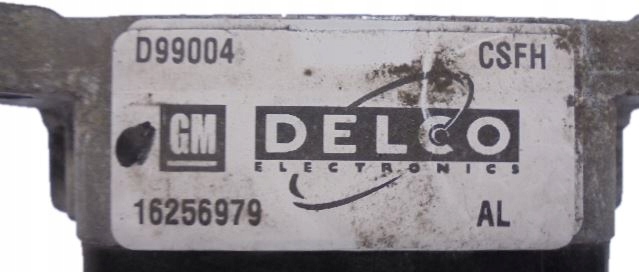 D99004 CSFH
GM DELCO
ELECTRONICS
16256979 AL